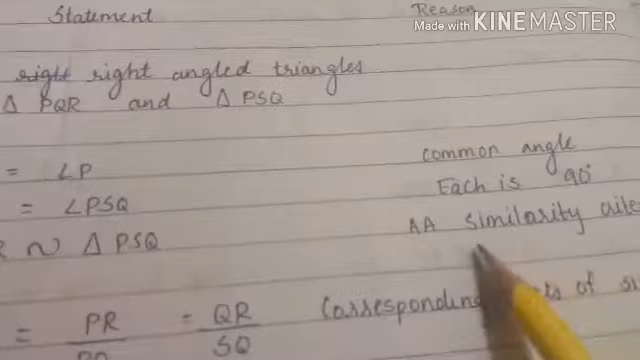 Statement Reason
Made with KINEMASTER
right right angled triangles
Δ PQR and Δ PSQ
= ∠P common angle
= ∠PSQ Each is 90°
~ Δ PSQ AA similarity
= PR = QR Corresponding of
SQ